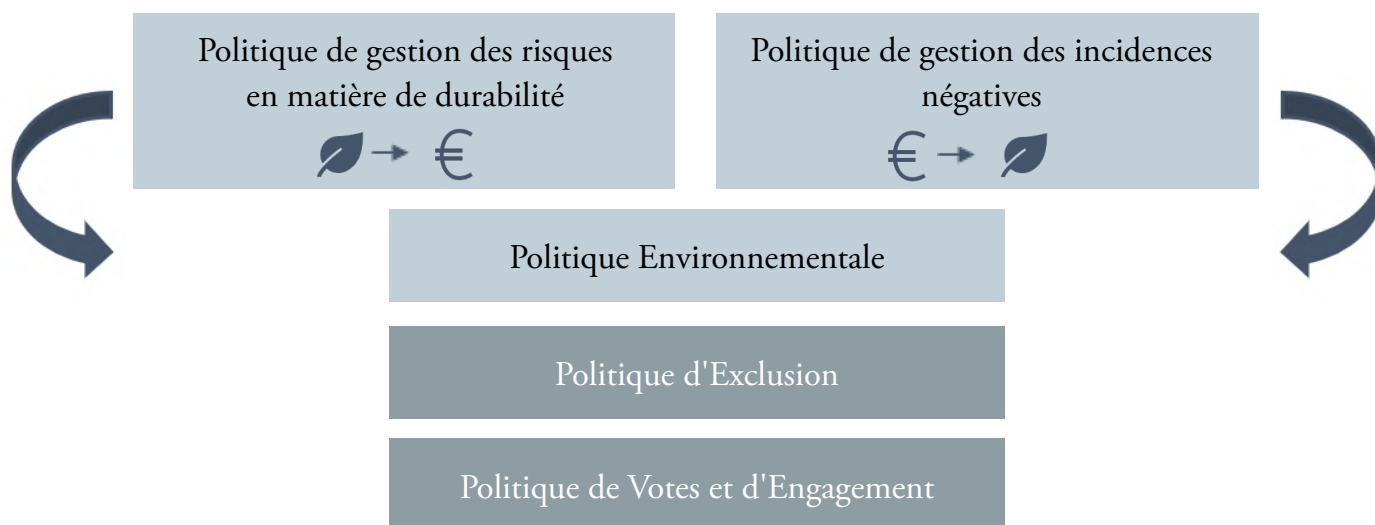 Politique de gestion des risques
en matière de durabilité
€
Politique de gestion des incidences
négatives
€
Politique Environnementale
Politique d'Exclusion
Politique de Votes et d'Engagement